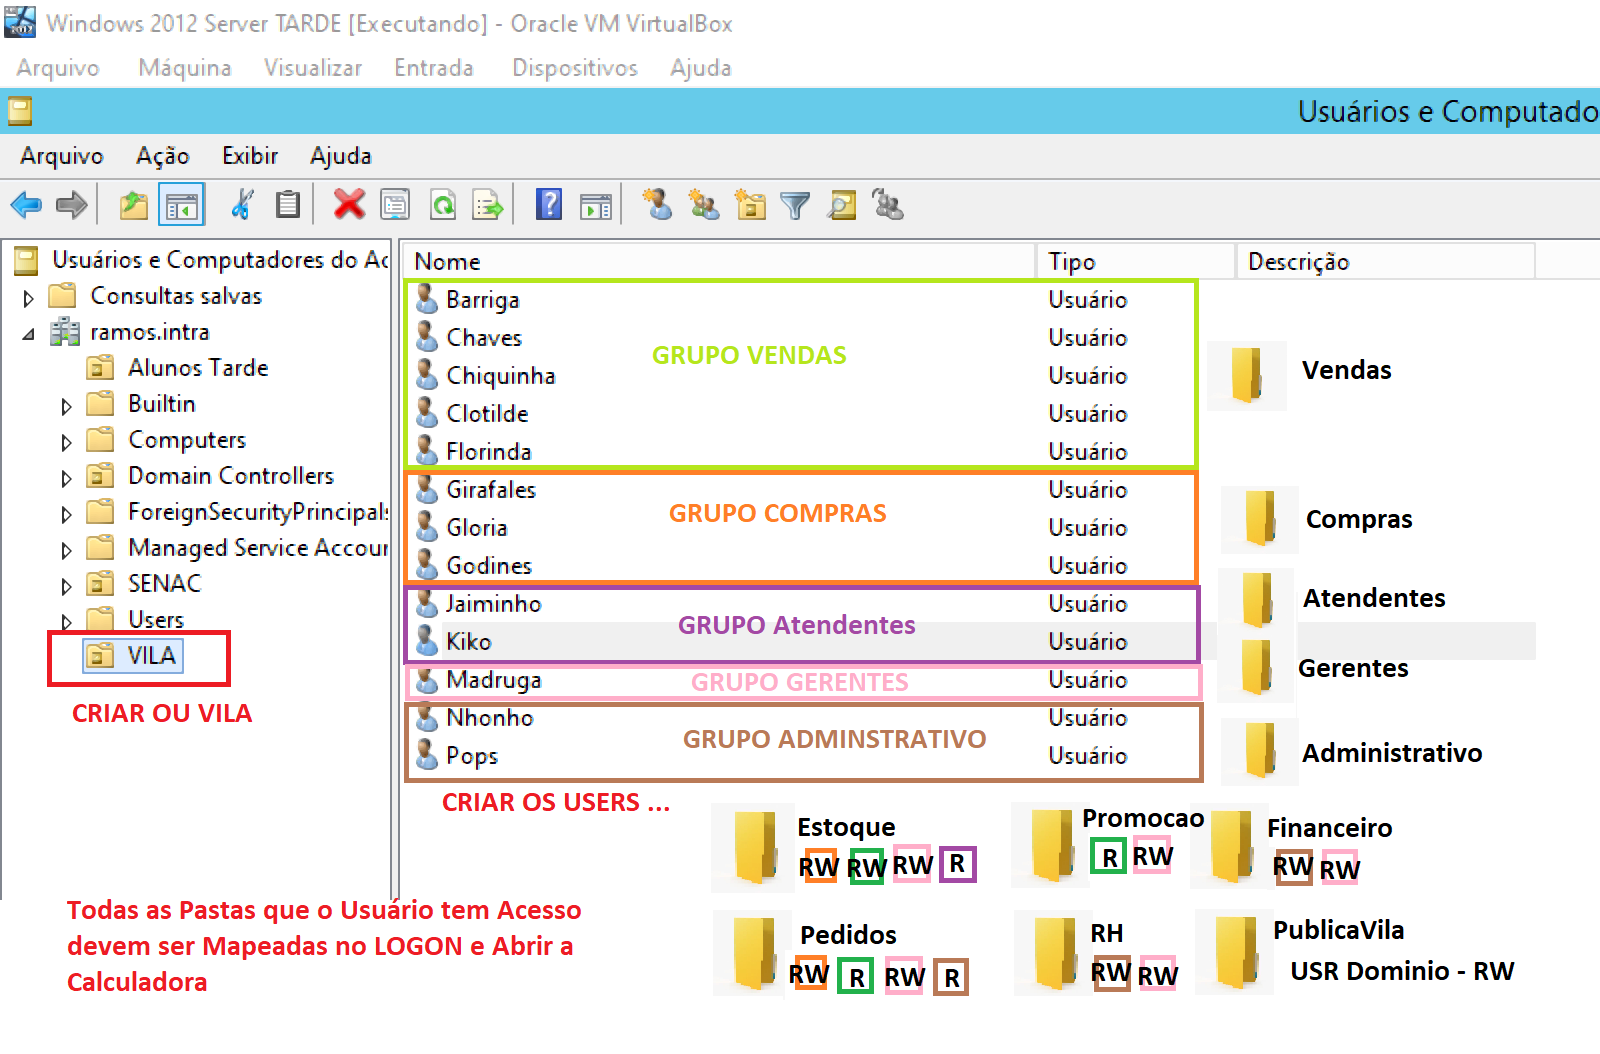 Windows 2012 Server TARDE [Executando] - Oracle VM VirtualBox
Arquivo Máquina Visualizar Entrada Dispositivos Ajuda
Usuários e Computado
Arquivo Ação Exibir Ajuda
Usuários e Computadores do Ac
Consultas salvas
ramos.intra
Alunos Tarde
Builtin
Computers
Domain Controllers
ForeignSecurityPrincipals
Managed Service Accour
SENAC
Users
VILA
CRIAR OU VILA
Nome Tipo Descrição
Barriga Usuário
Chaves Usuário
GRUPO VENDAS
Chiquinha Usuário
Clotilde Usuário
Florinda Usuário
Vendas
Girafales Usuário
GRUPO COMPRAS
Gloria Usuário
Godines Usuário
Compras
Jaiminho Usuário
GRUPO Atendentes
Kiko Usuário
Atendentes
Madruga GRUPO GERENTES Usuário
Gerentes
Nhonho Usuário
GRUPO ADMINSTRATIVO
Pops Usuário
Administrativo
CRIAR OS USERS ...
Estoque
RW RW RW R
Promocao
R RW
Financeiro
RW RW
Pedidos
RW R RW R
RH
RW RW
PublicaVila
USR Dominio - RW
Todas as Pastas que o Usuário tem Acesso
devem ser Mapeadas no LOGON e Abrir a
Calculadora